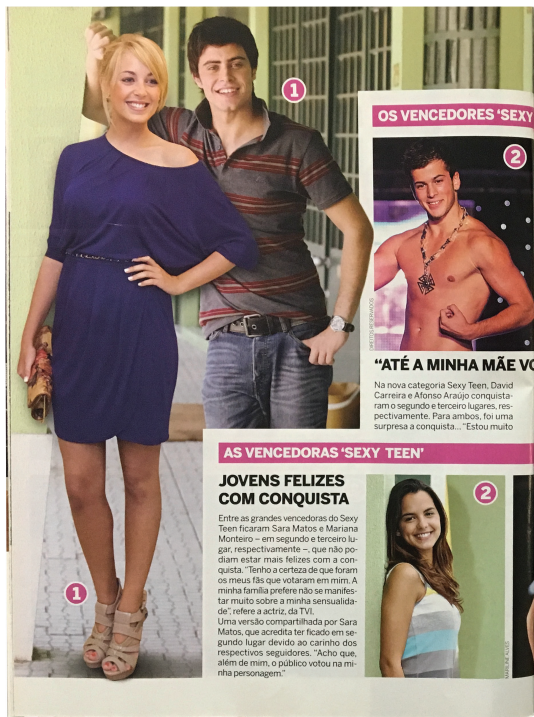 1
OS VENCEDORES 'SEXY
2
DIREITOS RESERVADOS
"ATÉ A MINHA MÃE VO
Na nova categoria Sexy Teen, David
Carreira e Afonso Araújo conquista-
ram o segundo e terceiro lugares, res-
pectivamente. Para ambos, foi uma
surpresa a conquista... "Estou muito
AS VENCEDORAS 'SEXY TEEN'
JOVENS FELIZES
COM CONQUISTA
Entre as grandes vencedoras do Sexy
Teen ficaram Sara Matos e Mariana
Monteiro – em segundo e terceiro lu-
gar, respectivamente –, que não po-
diam estar mais felizes com a con-
quista. "Tenho a certeza de que foram
os meus fãs que votaram em mim. A
minha família prefere não se manifes-
tar muito sobre a minha sensualida-
de", refere a actriz, da TVI.
Uma versão compartilhada por Sara
Matos, que acredita ter ficado em se-
gundo lugar devido ao carinho dos
respectivos seguidores. "Acho que,
além de mim, o público votou na mi-
nha personagem."
2
1